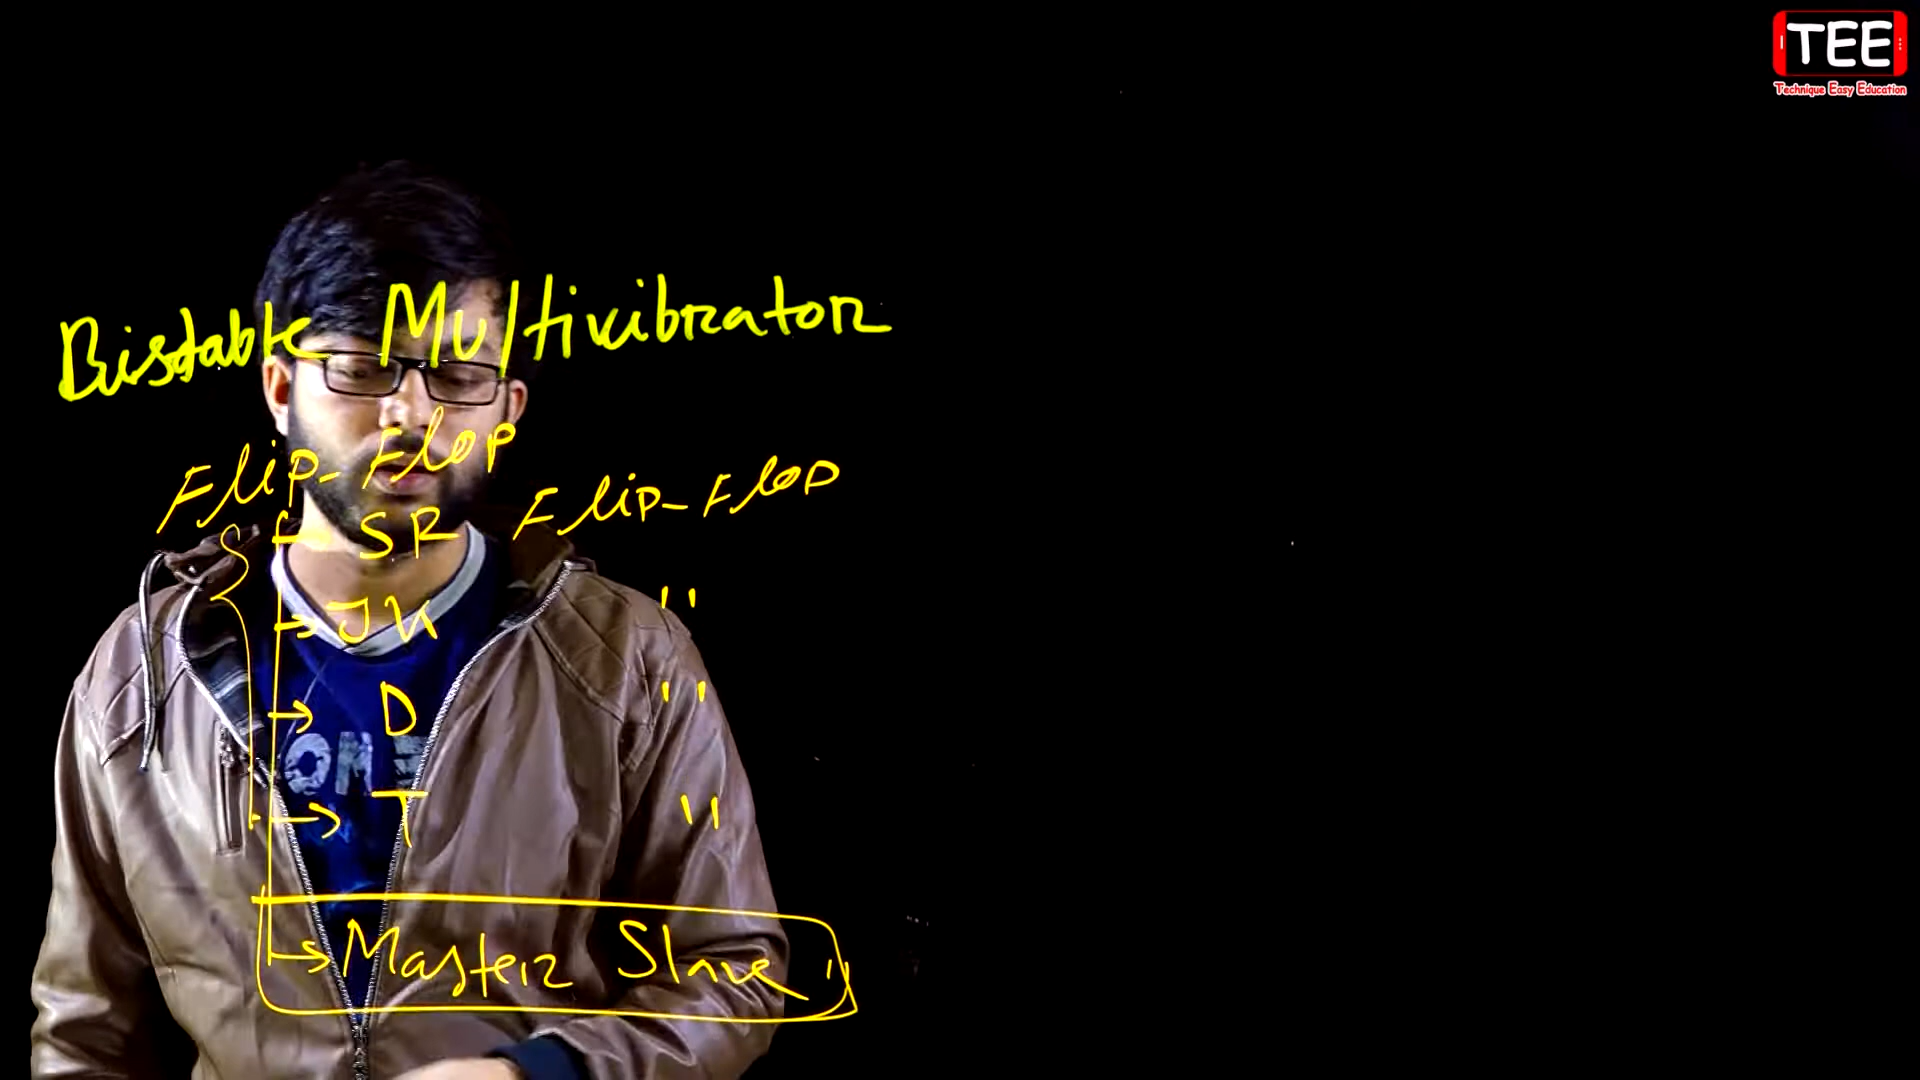 TEE
Technique Easy Education
Bistable Multivibrator
Flip-Flop
SR Flip-Flop
JK "
D "
T "
Master Slave "